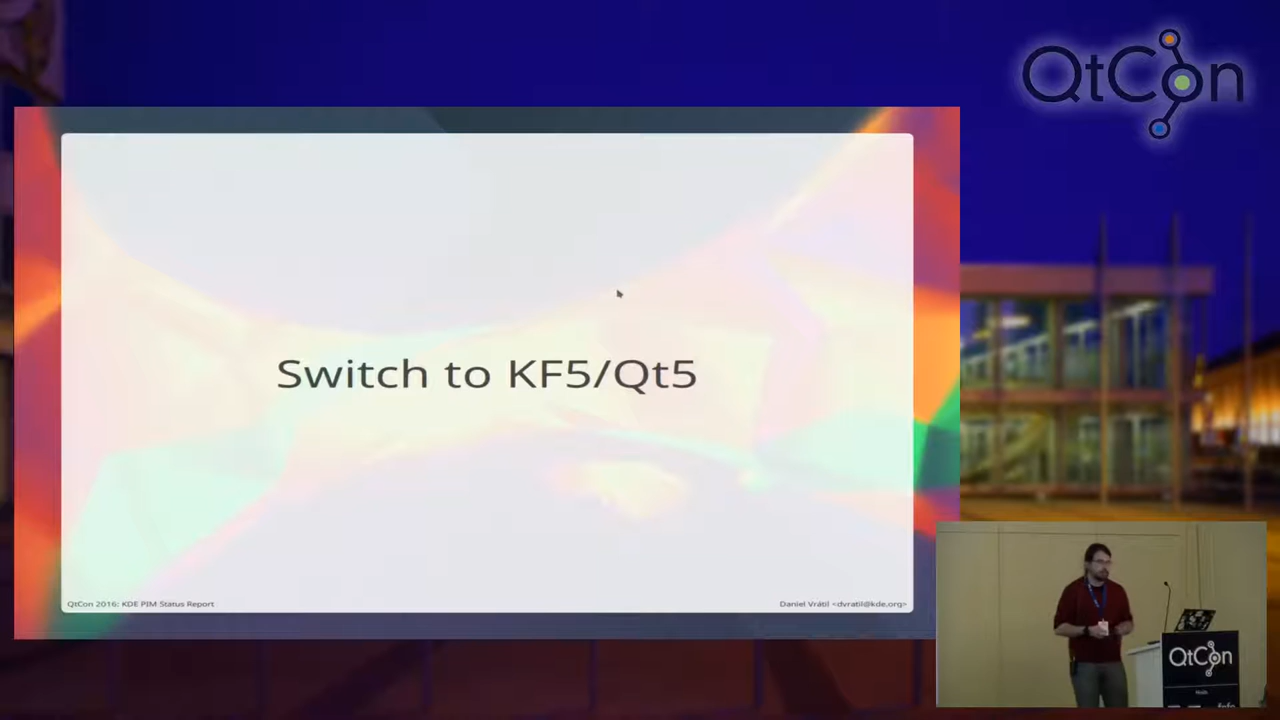 QtCon
Switch to KF5/Qt5
QtCon 2016: KDE PIM Status Report
Daniel Vrátil <dvratil@kde.org>
QtCon